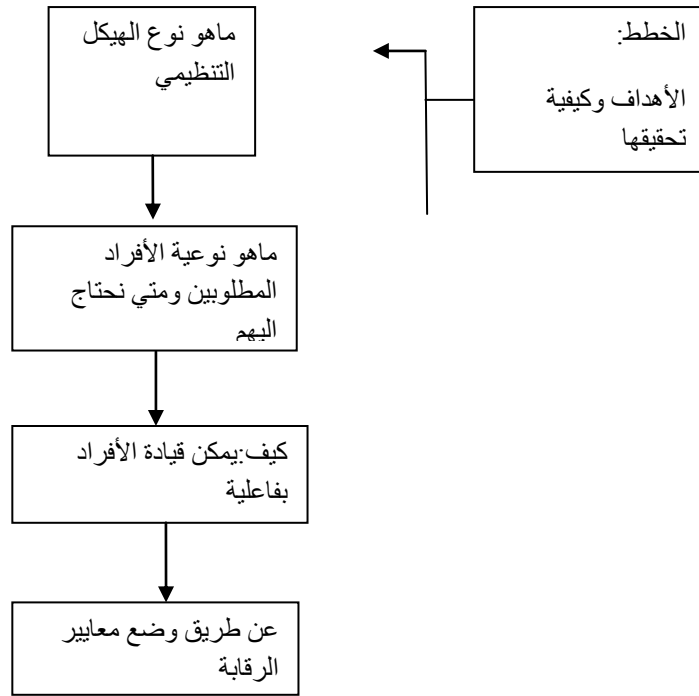 الخطط:
الأهداف وكيفية
تحقيقها
ماهو نوع الهيكل
التنظيمي
ماهو نوعية الأفراد
المطلوبين ومتي نحتاج
اليهم
كيف:يمكن قيادة الأفراد
بفاعلية
عن طريق وضع معايير
الرقابة